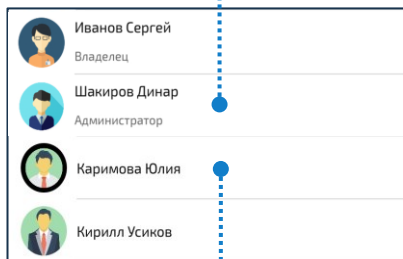 Иванов Сергей
Владелец
Шакиров Динар
Администратор
Каримова Юлия
Кирилл Усиков